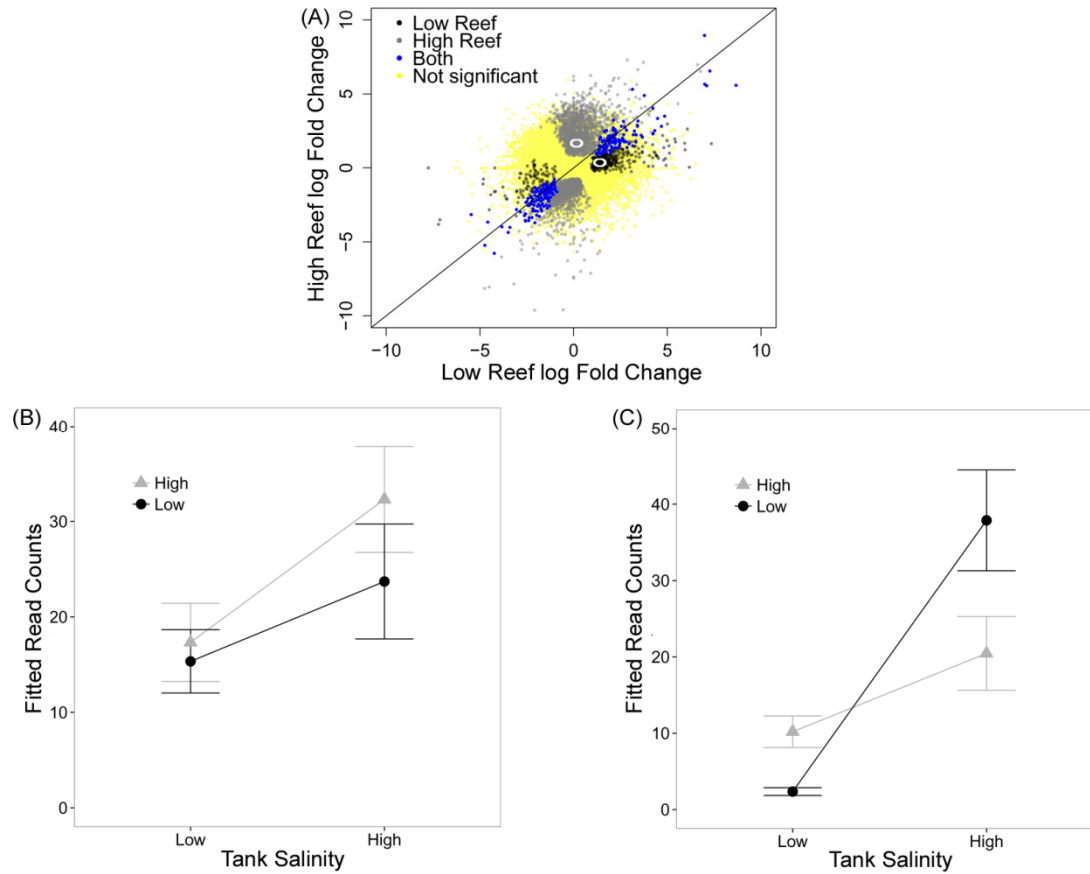 (A)
High Reef log Fold Change
10
5
0
−5
−10
Low Reef
High Reef
Both
Not significant
−10 −5 0 5 10
Low Reef log Fold Change
(B)
Fitted Read Counts
40
30
20
10
0
High
Low
Low High
Tank Salinity
(C)
Fitted Read Counts
50
40
30
20
10
0
High
Low
Low High
Tank Salinity